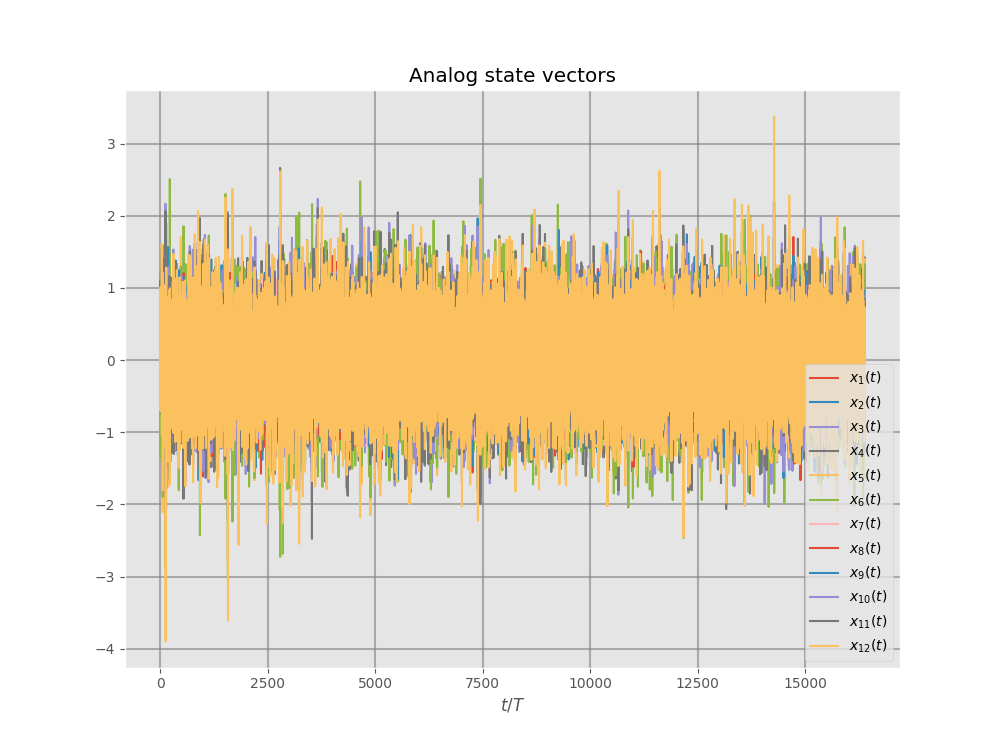 Analog state vectors
3
2
1
0
−1
−2
−3
−4
0 2500 5000 7500 10000 12500 15000
t/T
x₁(t)
x₂(t)
x₃(t)
x₄(t)
x₅(t)
x₆(t)
x₇(t)
x₈(t)
x₉(t)
x₁₀(t)
x₁₁(t)
x₁₂(t)